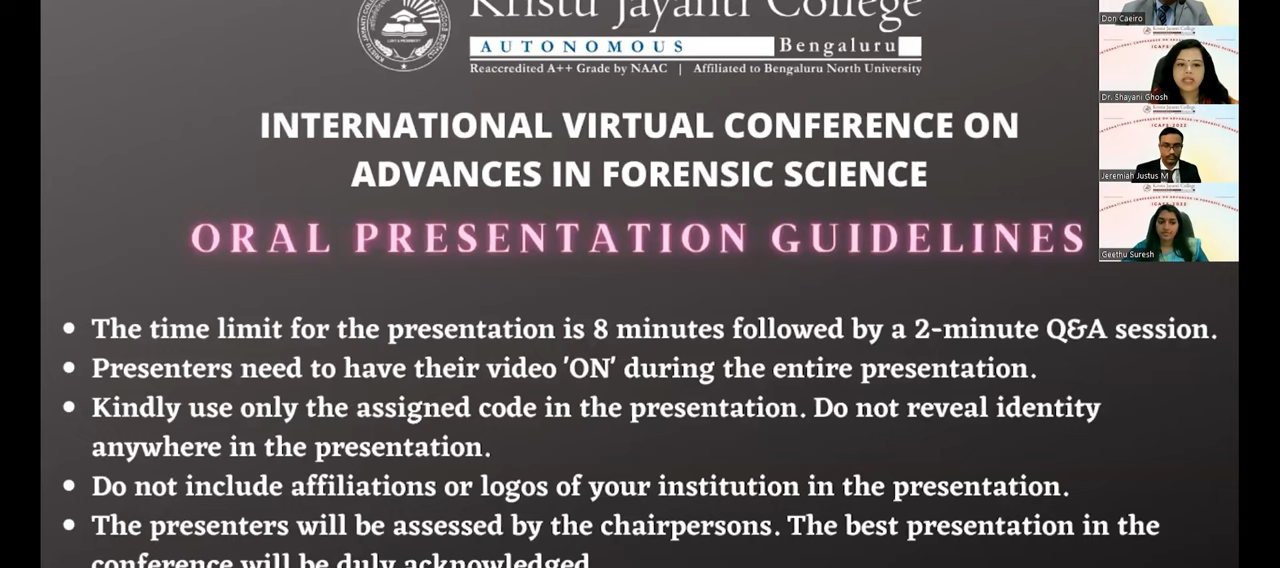 Kristu Jayanti College
AUTONOMOUS Bengaluru
Reaccredited A++ Grade by NAAC | Affiliated to Bengaluru North University
INTERNATIONAL VIRTUAL CONFERENCE ON
ADVANCES IN FORENSIC SCIENCE
ORAL PRESENTATION GUIDELINES
• The time limit for the presentation is 8 minutes followed by a 2-minute Q&A session.
• Presenters need to have their video 'ON' during the entire presentation.
• Kindly use only the assigned code in the presentation. Do not reveal identity
anywhere in the presentation.
• Do not include affiliations or logos of your institution in the presentation.
• The presenters will be assessed by the chairpersons. The best presentation in the
conference will be duly acknowledged
Don Caeiro
Dr. Shayani Ghosh
Jeremiah Justus M
Geethu Suresh